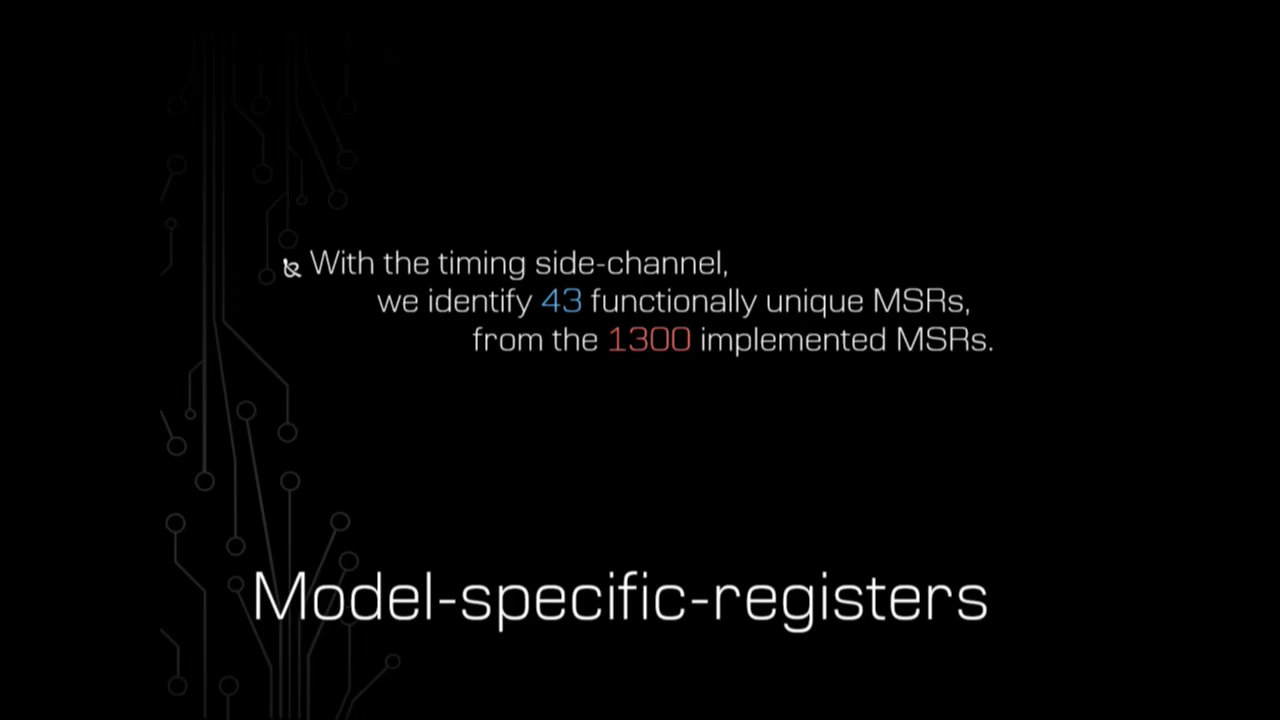 With the timing side-channel,
we identify 43 functionally unique MSRs,
from the 1300 implemented MSRs.
Model-specific-registers